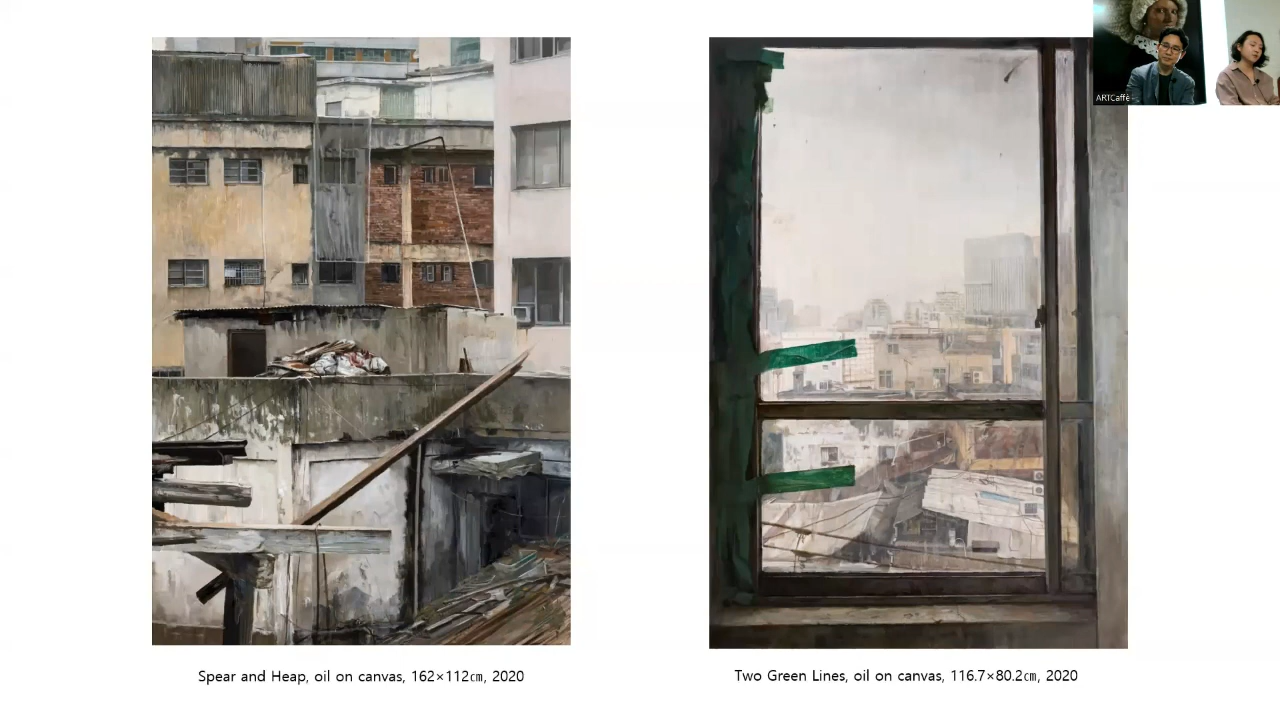 ARTCaffé
Spear and Heap, oil on canvas, 162×112㎝, 2020
Two Green Lines, oil on canvas, 116.7×80.2㎝, 2020